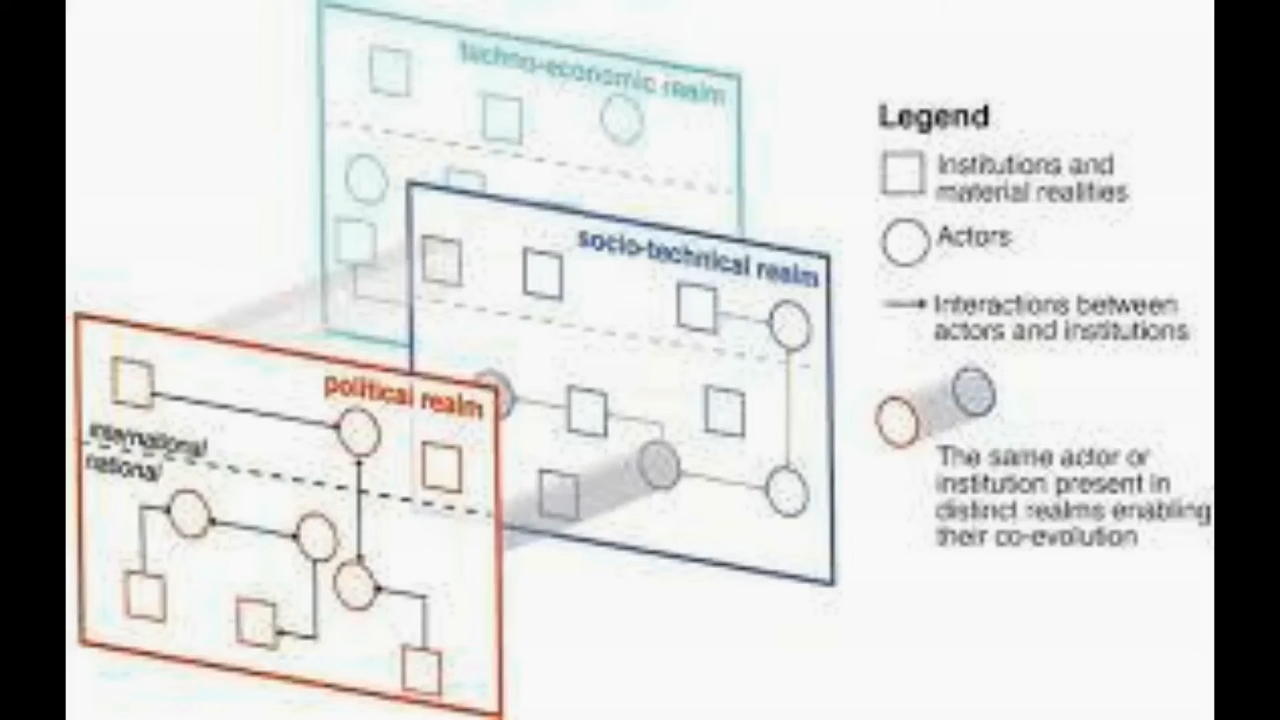 techno-economic realm
socio-technical realm
political realm
international
national
Legend
Institutions and
material realities
Actors
Interactions between
actors and institutions
The same actor or
institution present in
distinct realms enabling
their co-evolution